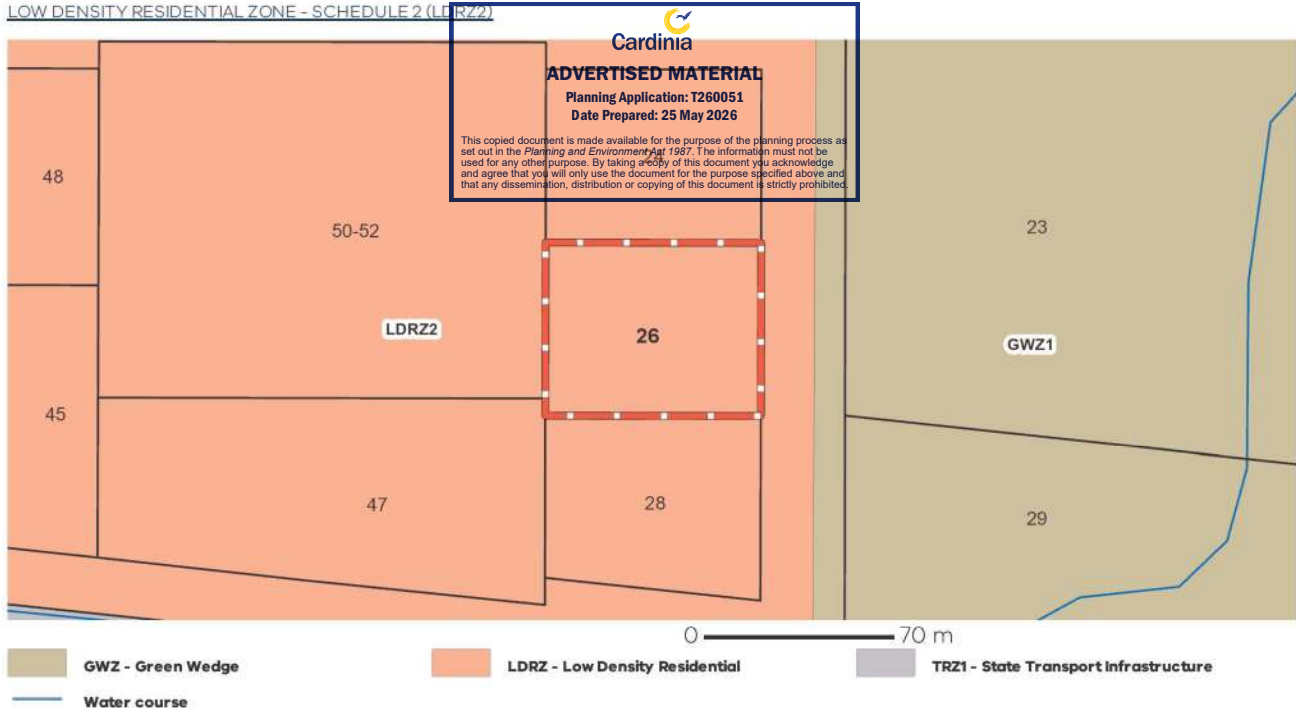 LOW DENSITY RESIDENTIAL ZONE - SCHEDULE 2 (LDRZ2)
Cardinia
ADVERTISED MATERIAL
Planning Application: T260051
Date Prepared: 25 May 2026
This copied document is made available for the purpose of the planning process as
set out in the Planning and Environment Act 1987. The information must not be
used for any other purpose. By taking a copy of this document you acknowledge
and agree that you will only use the document for the purpose specified above and
that any dissemination, distribution or copying of this document is strictly prohibited.
24
48
50-52
23
LDRZ2
26
GWZ1
45
47
28
29
0 70 m
GWZ - Green Wedge
LDRZ - Low Density Residential
TRZ1 - State Transport Infrastructure
Water course